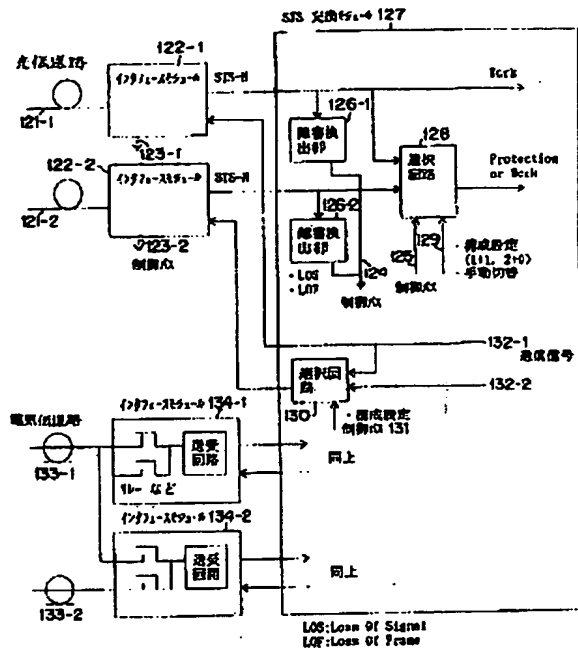 STS 交換モジュール 127
122-1
光伝送路
インタフェースモジュール
STS-N
Work
121-1
123-1
126-1
障害検出部
128
選択回路
122-2
インタフェースモジュール
STS-N
Protection or Work
121-2
123-2
制御点
126-2
障害検出部
・LOS
・LOF
124
制御点
125
129
・構成設定
(1+1, 2+0)
・手動切替
制御点
132-1
送信信号
選択回路
132-2
130
・構成設定
制御点 131
インタフェースモジュール 134-1
電気伝送路
送受回路
同上
133-1
リレーなど
インタフェースモジュール 134-2
送受回路
同上
133-2
LOS:Loss Of Signal
LOF:Loss Of Frame